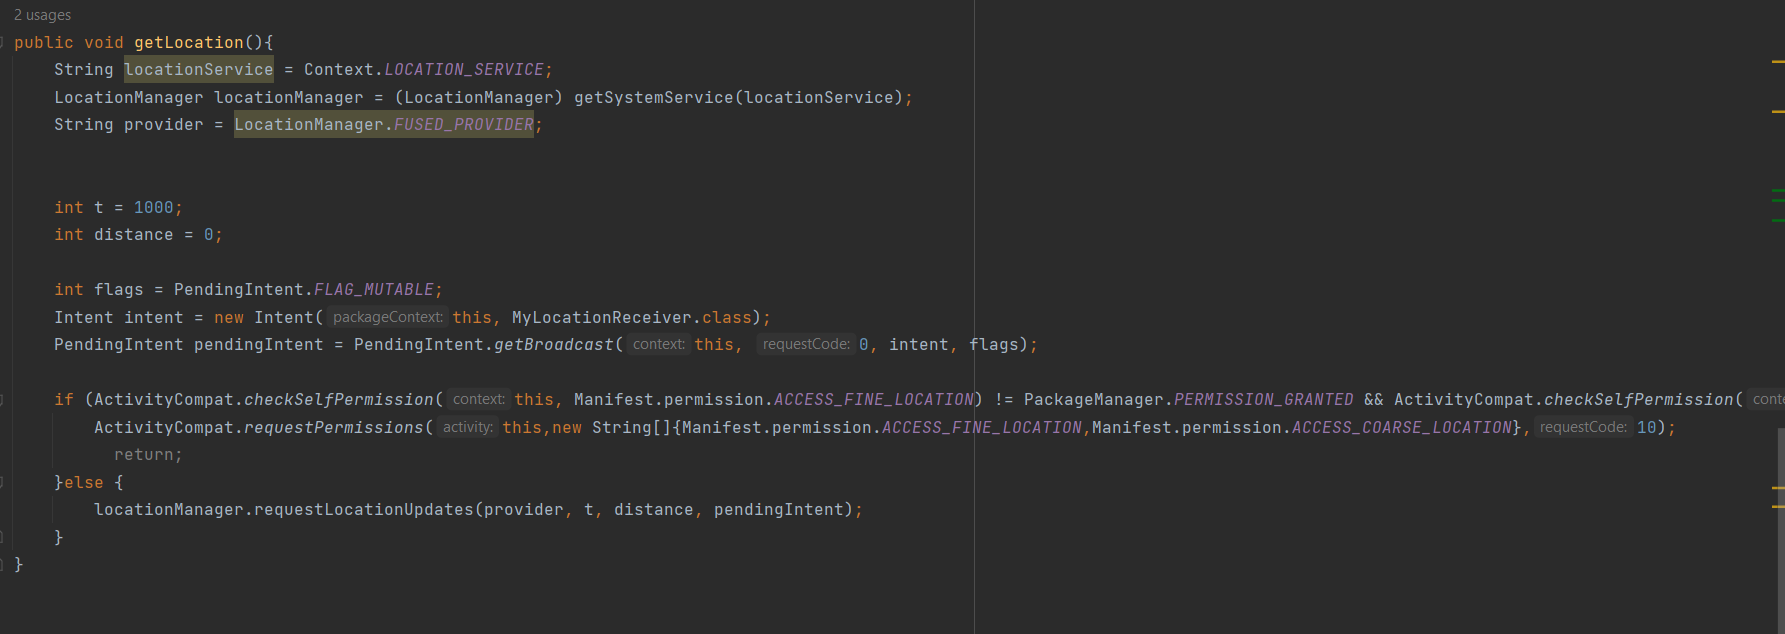 2 usages
public void getLocation(){
String locationService = Context.LOCATION_SERVICE;
LocationManager locationManager = (LocationManager) getSystemService(locationService);
String provider = LocationManager.FUSED_PROVIDER;
int t = 1000;
int distance = 0;
int flags = PendingIntent.FLAG_MUTABLE;
Intent intent = new Intent( packageContext: this, MyLocationReceiver.class);
PendingIntent pendingIntent = PendingIntent.getBroadcast( context: this, requestCode: 0, intent, flags);
if (ActivityCompat.checkSelfPermission( context: this, Manifest.permission.ACCESS_FINE_LOCATION) != PackageManager.PERMISSION_GRANTED && ActivityCompat.checkSelfPermission(
ActivityCompat.requestPermissions( activity: this,new String[]{Manifest.permission.ACCESS_FINE_LOCATION,Manifest.permission.ACCESS_COARSE_LOCATION}, requestCode: 10);
return;
}else {
locationManager.requestLocationUpdates(provider, t, distance, pendingIntent);
}
}